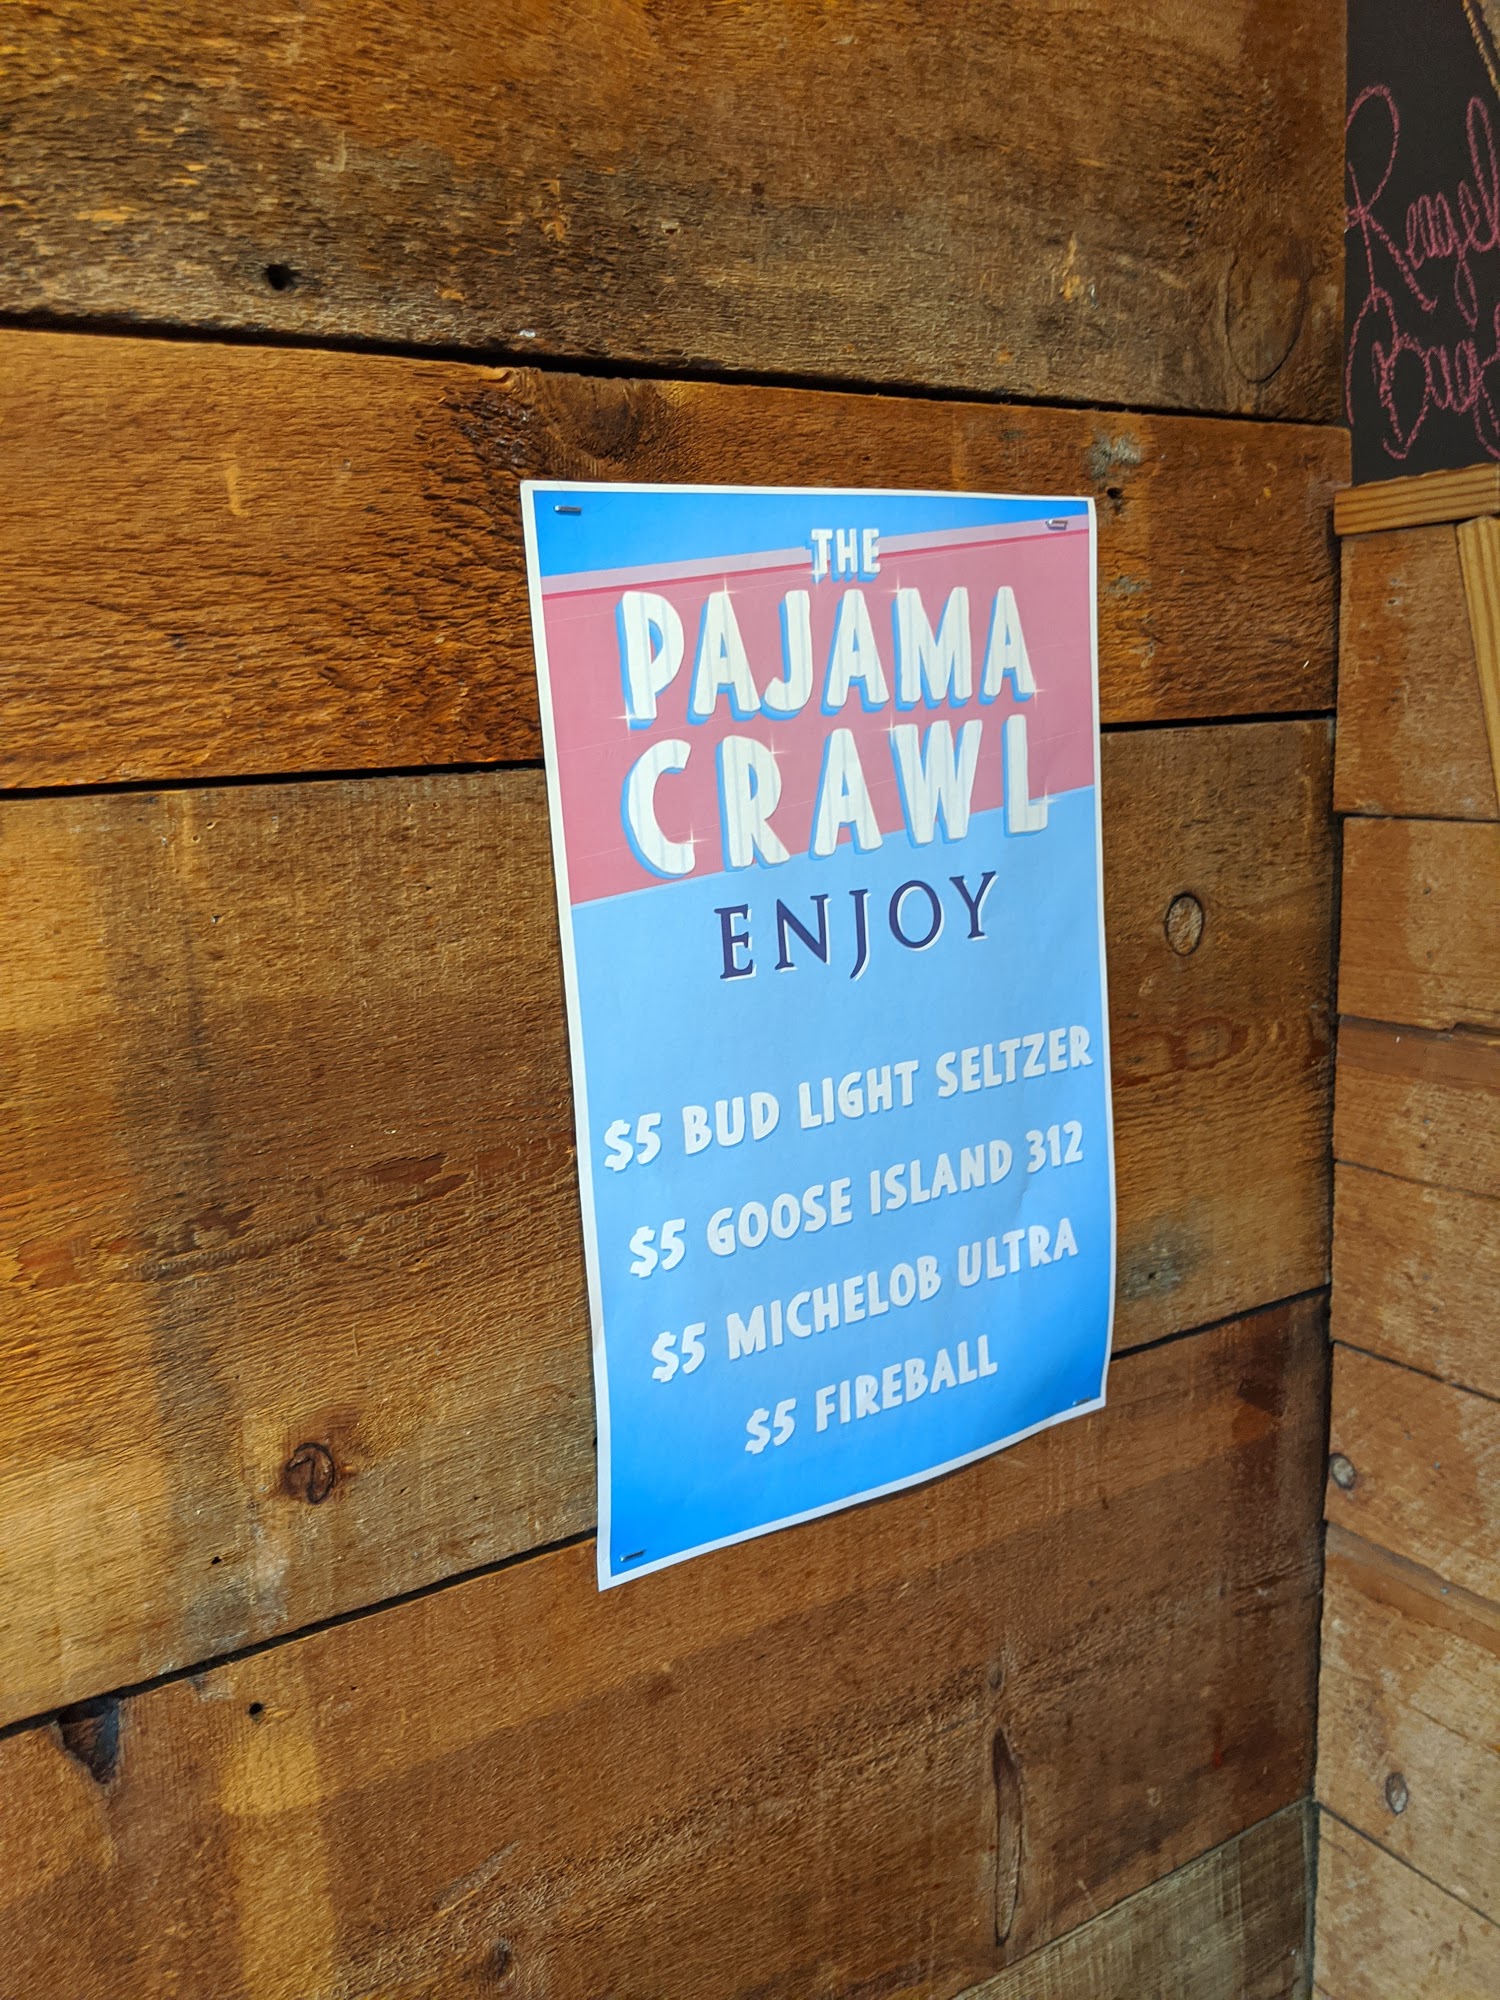 THE
PAJAMA
CRAWL
ENJOY
$5 BUD LIGHT SELTZER
$5 GOOSE ISLAND 312
$5 MICHELOB ULTRA
$5 FIREBALL